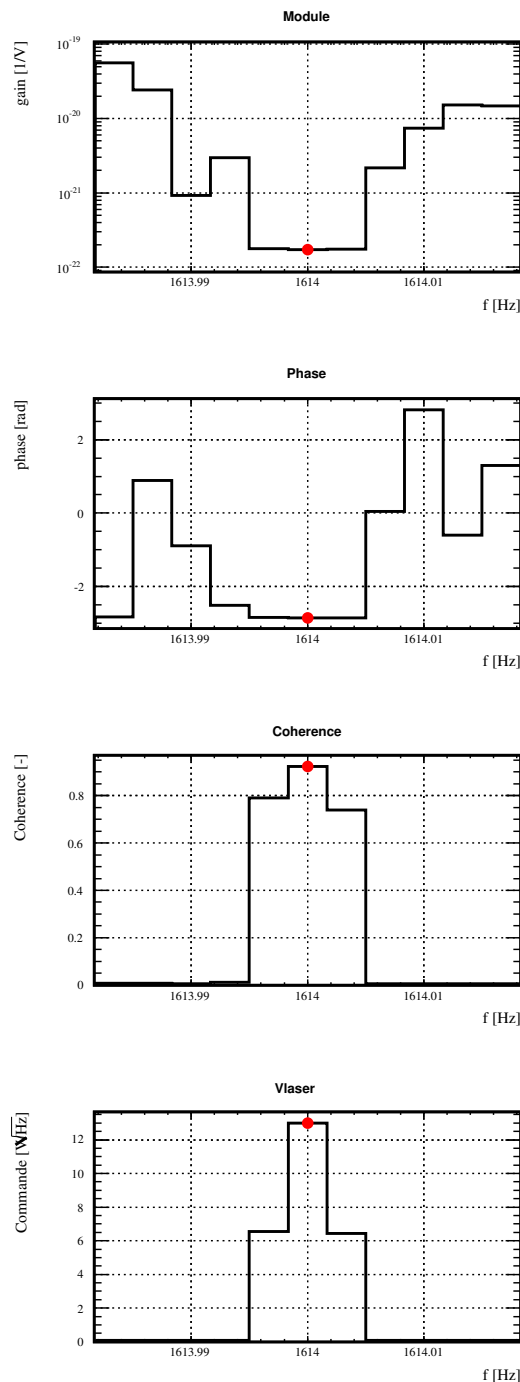 Module
gain [1/V]
10^-19
10^-20
10^-21
10^-22
1613.99 1614 1614.01
f [Hz]
Phase
phase [rad]
2
0
-2
1613.99 1614 1614.01
f [Hz]
Coherence
Coherence [-]
0.8
0.6
0.4
0.2
0
1613.99 1614 1614.01
f [Hz]
Vlaser
Commande [V/√Hz]
12
10
8
6
4
2
0
1613.99 1614 1614.01
f [Hz]